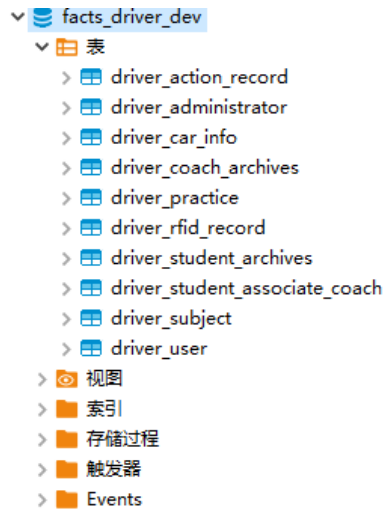 facts_driver_dev
表
driver_action_record
driver_administrator
driver_car_info
driver_coach_archives
driver_practice
driver_rfid_record
driver_student_archives
driver_student_associate_coach
driver_subject
driver_user
视图
索引
存储过程
触发器
Events